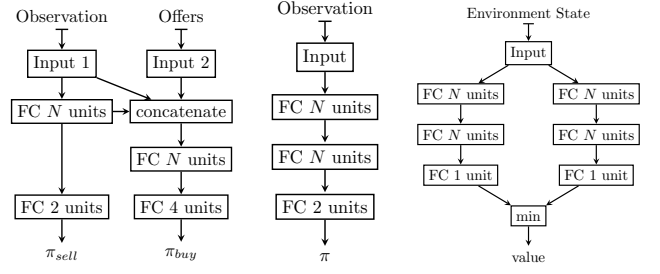 Observation
Offers
Input 1
Input 2
FC N units
concatenate
FC N units
FC 2 units
FC 4 units
π_sell
π_buy
Observation
Input
FC N units
FC N units
FC 2 units
π
Environment State
Input
FC N units
FC N units
FC N units
FC N units
FC 1 unit
FC 1 unit
min
value